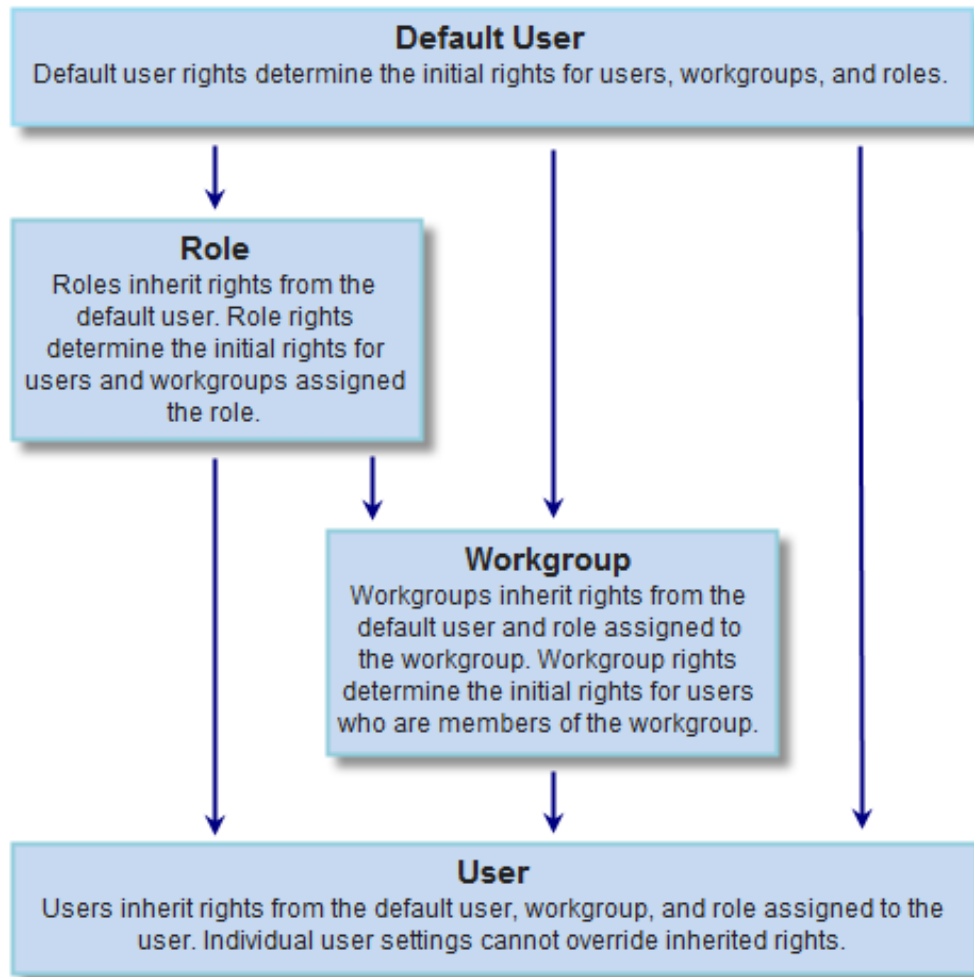 Default User
Default user rights determine the initial rights for users, workgroups, and roles.
Role
Roles inherit rights from the
default user. Role rights
determine the initial rights for
users and workgroups assigned
the role.
Workgroup
Workgroups inherit rights from the
default user and role assigned to
the workgroup. Workgroup rights
determine the initial rights for users
who are members of the workgroup.
User
Users inherit rights from the default user, workgroup, and role assigned to the
user. Individual user settings cannot override inherited rights.